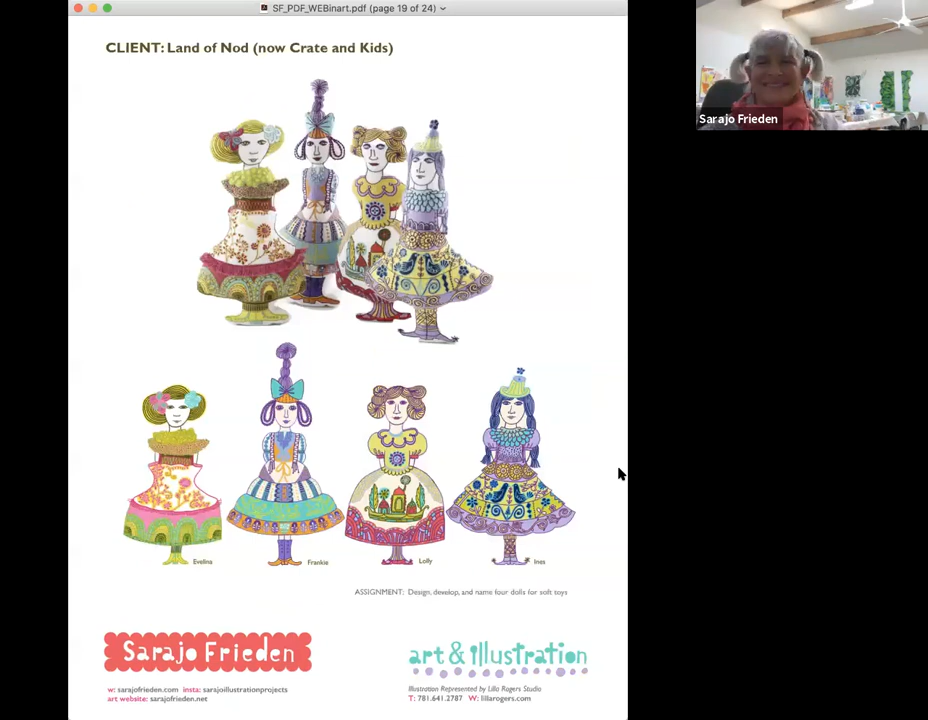 SF_PDF_WEBinart.pdf (page 19 of 24)
CLIENT: Land of Nod (now Crate and Kids)
Sarajo Frieden
Evelina
Frankie
Lolly
Ines
ASSIGNMENT: Design, develop, and name four dolls for soft toys
Sarajo Frieden
w: sarajofrieden.com insta: sarajoillustrationprojects
art website: sarajofrieden.net
art & illustration
Illustration Represented by Lilla Rogers Studio
T: 781.641.2787 W: lillarogers.com